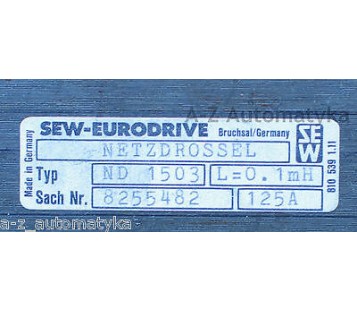 A-Z Automatyka
SEW-EURODRIVE Bruchsal/Germany
NETZDROSSEL
Typ ND 1503 L=0.1mH
Sach Nr. 8255482 125A
Made in Germany
SEW
810 539 1.11
a-z_automatyka
a-z_automatyka